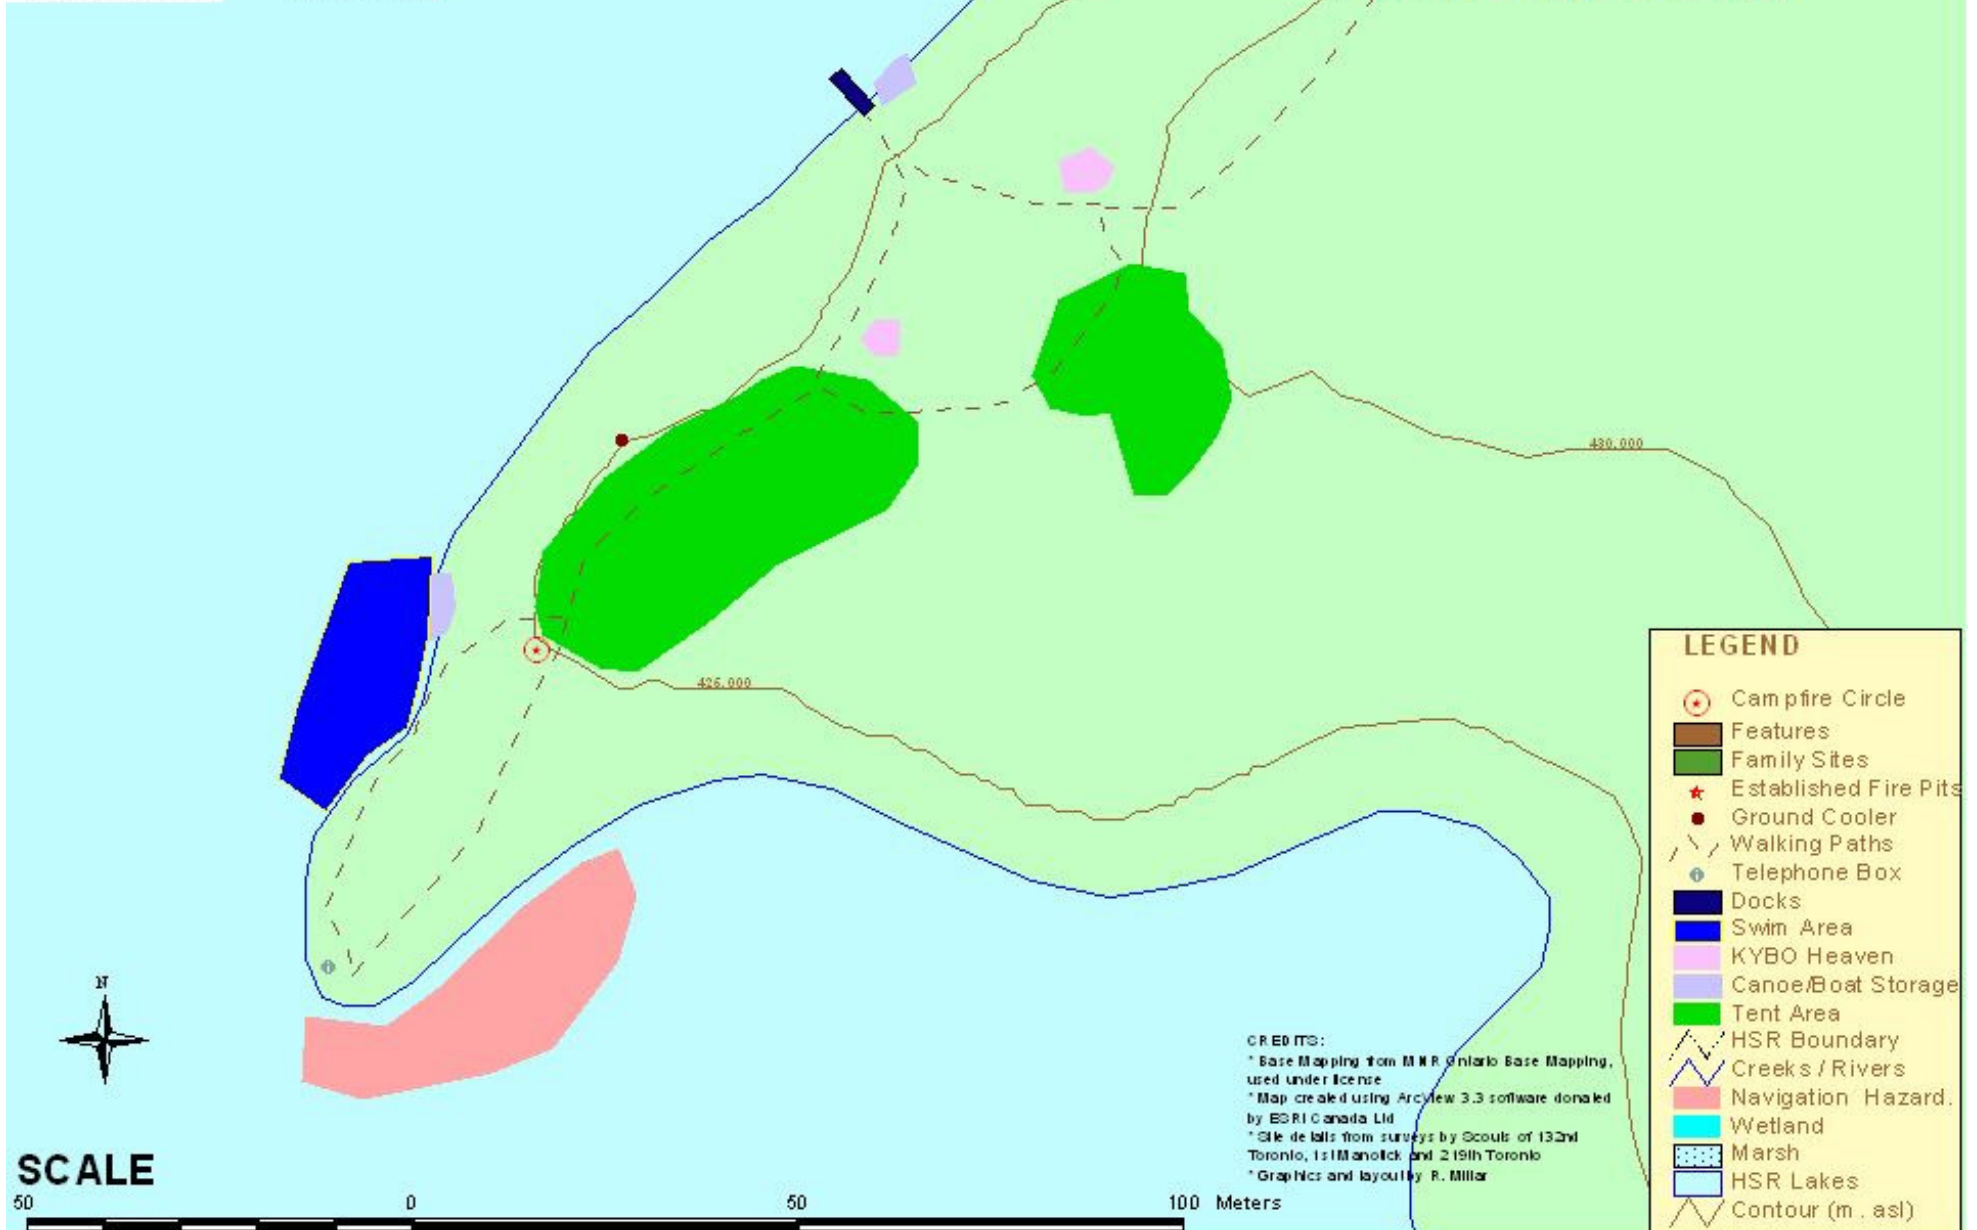 480.000
426.000
N
LEGEND
Campfire Circle
Features
Family Sites
Established Fire Pits
Ground Cooler
Walking Paths
Telephone Box
Docks
Swim Area
KYBO Heaven
Canoe/Boat Storage
Tent Area
HSR Boundary
Creeks / Rivers
Navigation Hazard.
Wetland
Marsh
HSR Lakes
Contour (m. asl)
CREDITS:
* Base Mapping from MNR Ontario Base Mapping,
used under license
* Map created using ArcView 3.3 software donated
by ESRI Canada Ltd
* Site details from surveys by Scouts of 132nd
Toronto, 1st Manotick and 219th Toronto
* Graphics and layout by R. Millar
SCALE
50 0 50 100 Meters